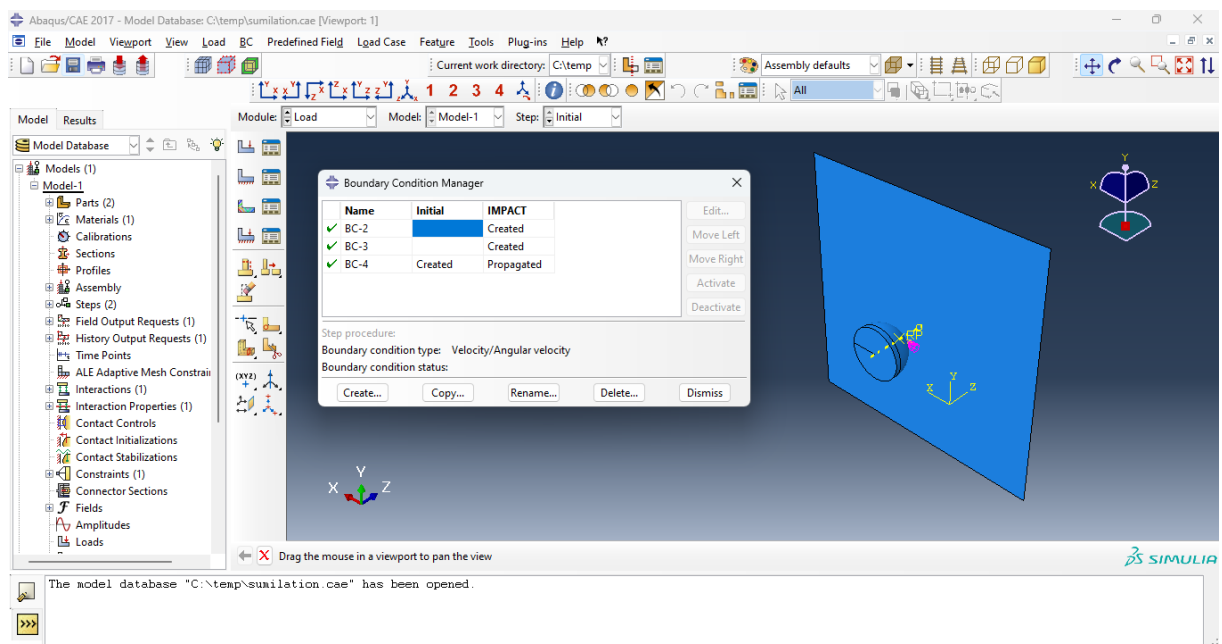 Abaqus/CAE 2017 - Model Database: C:\temp\sumilation.cae [Viewport: 1]
File Model Viewport View Load BC Predefined Field Load Case Feature Tools Plug-ins Help
Current work directory: C:\temp
Assembly defaults
1 2 3 4
All
Model Results
Module: Load Model: Model-1 Step: Initial
Model Database
Models (1)
Model-1
Parts (2)
Materials (1)
Calibrations
Sections
Profiles
Assembly
Steps (2)
Field Output Requests (1)
History Output Requests (1)
Time Points
ALE Adaptive Mesh Constrai
Interactions (1)
Interaction Properties (1)
Contact Controls
Contact Initializations
Contact Stabilizations
Constraints (1)
Connector Sections
Fields
Amplitudes
Loads
(XYZ)
Boundary Condition Manager
Name Initial IMPACT
BC-2 Created
BC-3 Created
BC-4 Created Propagated
Edit...
Move Left
Move Right
Activate
Deactivate
Step procedure:
Boundary condition type: Velocity/Angular velocity
Boundary condition status:
Create... Copy... Rename... Delete... Dismiss
Y
X Z
RP
Y
X Z
Y
X Z
Drag the mouse in a viewport to pan the view
SIMULIA
The model database "C:\temp\sumilation.cae" has been opened.
>>>